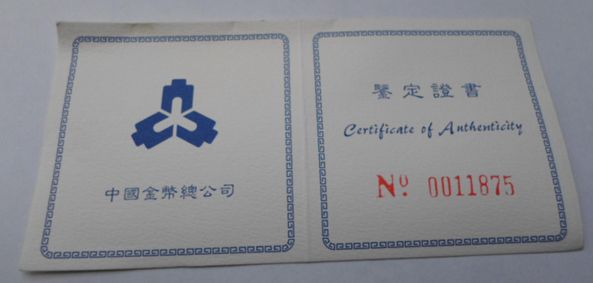 中國金幣總公司
鑒定證書
Certificate of Authenticity
Nº 0011875